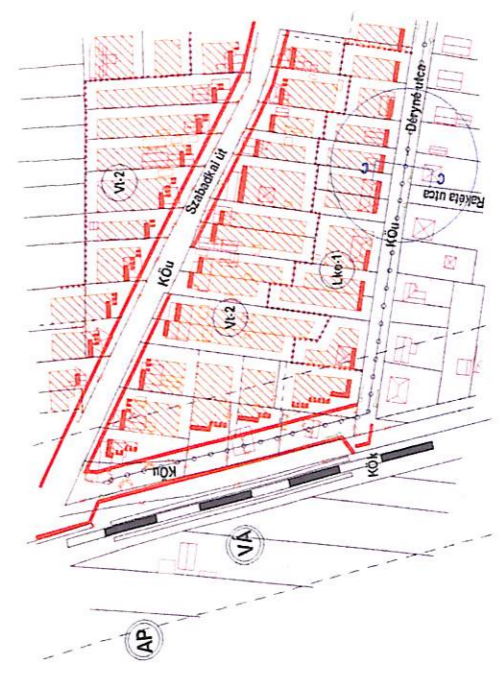 Vt-2
Szabadkai út
KÖu
Vt-2
Lke-1
Déryné utca
C
C
Rakéta utca
KÖu
KÖu
KÖk
VÁ
AP